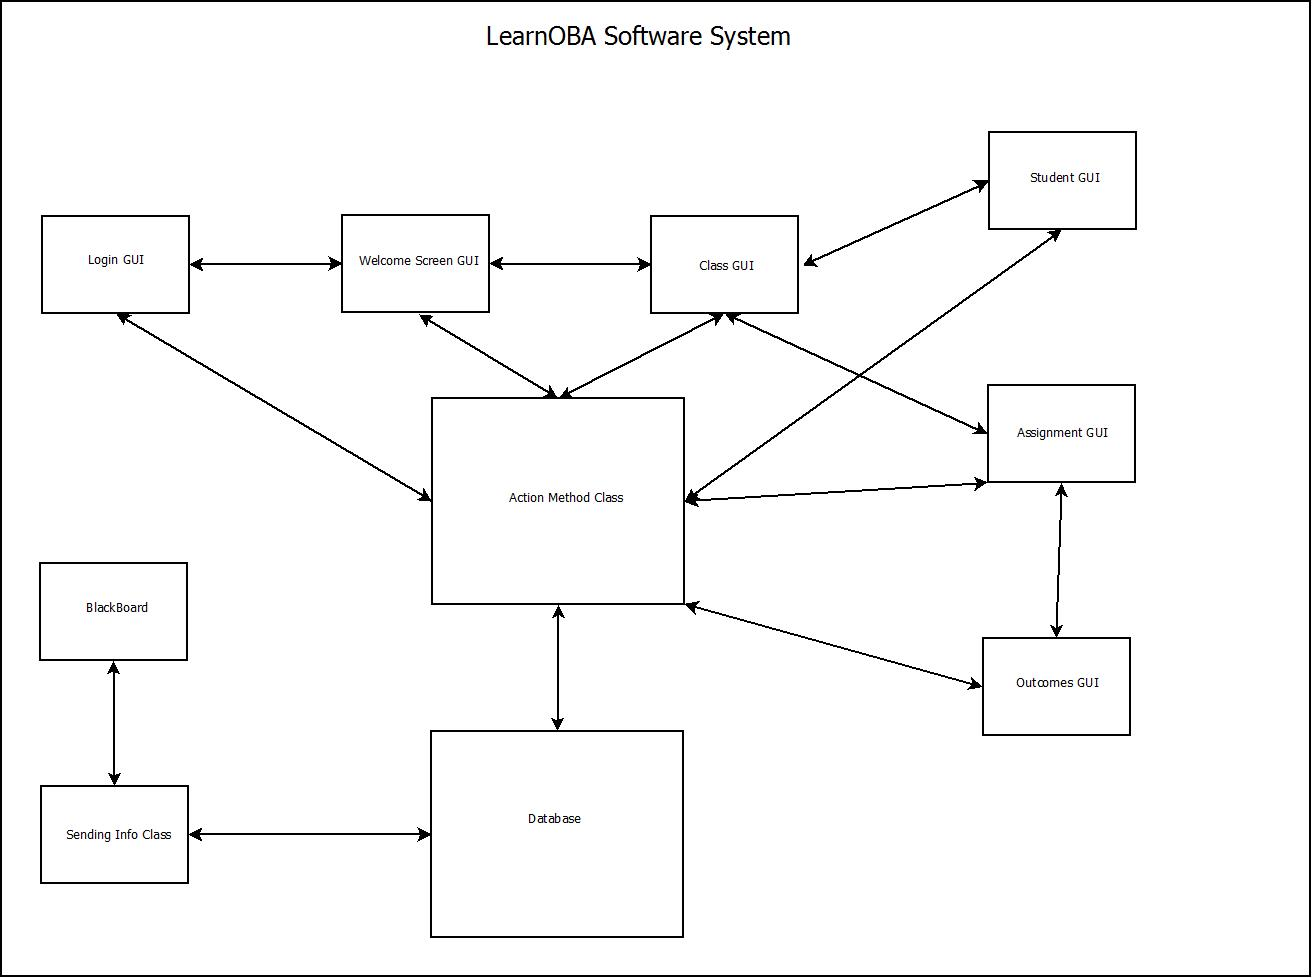 LearnOBA Software System
Student GUI
Login GUI
Welcome Screen GUI
Class GUI
Assignment GUI
Action Method Class
BlackBoard
Outcomes GUI
Database
Sending Info Class